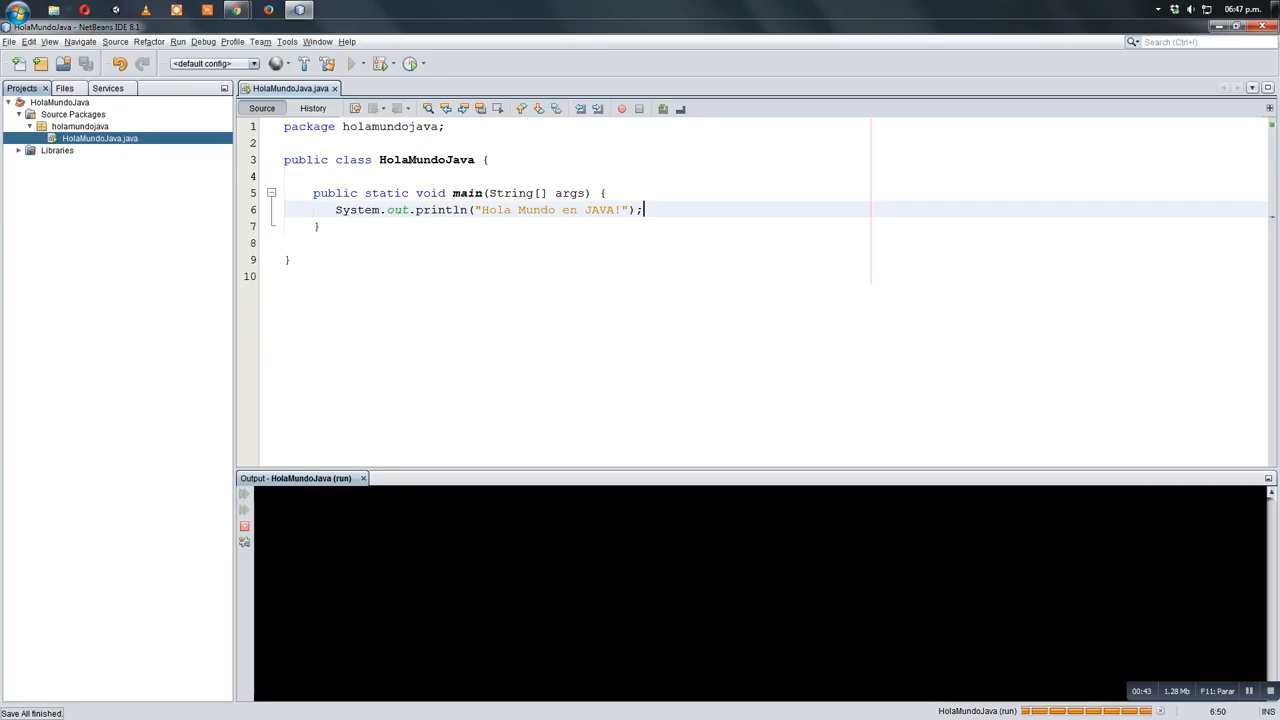 06:47 p.m.
HolaMundoJava - NetBeans IDE 8.1
File Edit View Navigate Source Refactor Run Debug Profile Team Tools Window Help
Search (Ctrl+I)
<default config>
Projects Files Services
HolaMundoJava
Source Packages
holamundojava
HolaMundoJava.java
Libraries
HolaMundoJava.java
Source History
1 package holamundojava;
2
3 public class HolaMundoJava {
4
5 public static void main(String[] args) {
6 System.out.println("Hola Mundo en JAVA!");
7 }
8
9 }
10
Output - HolaMundoJava (run)
00:43 1.28 Mb F11: Parar
Save All finished.
HolaMundoJava (run) 6:50 INS